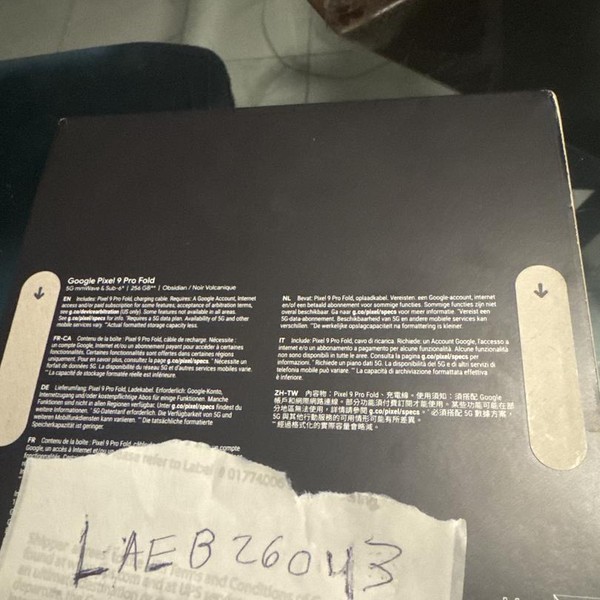 Google Pixel 9 Pro Fold
5G mmWave & Sub-6* | 256 GB** | Obsidian / Noir Volcanique
EN Includes: Pixel 9 Pro Fold, charging cable. Requires: A Google Account, Internet
access and/or paid subscription for some features, acceptance of arbitration terms,
see g.co/devicearbitration (US only). Some features not available in all areas.
See g.co/pixel/specs for info. *Requires a 5G data plan. Availability of 5G and other
mobile services vary. **Actual formatted storage capacity less.
FR-CA Contenu de la boîte : Pixel 9 Pro Fold, câble de recharge. Nécessite :
un compte Google, Internet et/ou un abonnement payant pour accéder à certaines
fonctionnalités. Certaines fonctionnalités sont offertes dans certaines régions
uniquement. Pour en savoir plus, consultez la page g.co/pixel/specs * Nécessite un
forfait de données 5G. La disponibilité du réseau 5G et d'autres services mobiles varie.
** La capacité de stockage formatée réelle est inférieure.
DE Lieferumfang: Pixel 9 Pro Fold, Ladekabel. Erforderlich: Google-Konto,
Internetzugang und/oder kostenpflichtige Abos für einige Funktionen. Manche
Funktionen sind nicht in allen Regionen verfügbar. Unter g.co/pixel/specs findest du
weitere Informationen. * 5G-Datentarif erforderlich. Die Verfügbarkeit von 5G und
weiteren Mobilfunkdiensten kann variieren. ** Die tatsächliche formatierte
Speicherkapazität ist geringer.
FR Contenu de la boîte : Pixel 9 Pro Fold, câble
Google, un accès à Internet et/ou un
NL Bevat: Pixel 9 Pro Fold, oplaadkabel. Vereisten: een Google-account, internet
en/of een betaald abonnement voor sommige functies. Sommige functies zijn niet
overal beschikbaar. Ga naar g.co/pixel/specs voor meer informatie. *Vereist een
5G-data-abonnement. Beschikbaarheid van 5G en andere mobiele services kan
verschillen. **De werkelijke opslagcapaciteit na formattering is kleiner.
IT Include: Pixel 9 Pro Fold, cavo di ricarica. Richiede: un Account Google, l'accesso a
internet e/o un abbonamento a pagamento per alcune funzionalità. Alcune funzionalità
non sono disponibili in tutte le aree. Consulta la pagina g.co/pixel/specs per
informazioni. *Richiede un piano dati 5G. La disponibilità del 5G e di altri servizi di
telefonia mobile può variare. ** La capacità di archiviazione formattata effettiva
è inferiore.
ZH-TW 內容物：Pixel 9 Pro Fold、充電線。使用須知：須搭配 Google
帳戶和網際網路連線。部分功能須付費訂閱才能使用。某些功能可能在部
分地區無法使用。詳情請參閱 g.co/pixel/specs。*必須搭配 5G 數據方案，
5G 與其他行動服務的可用情形可能有所差異。
**經過格式化的實際容量會略減。
please refer to Label # 01774006
LAEB26043